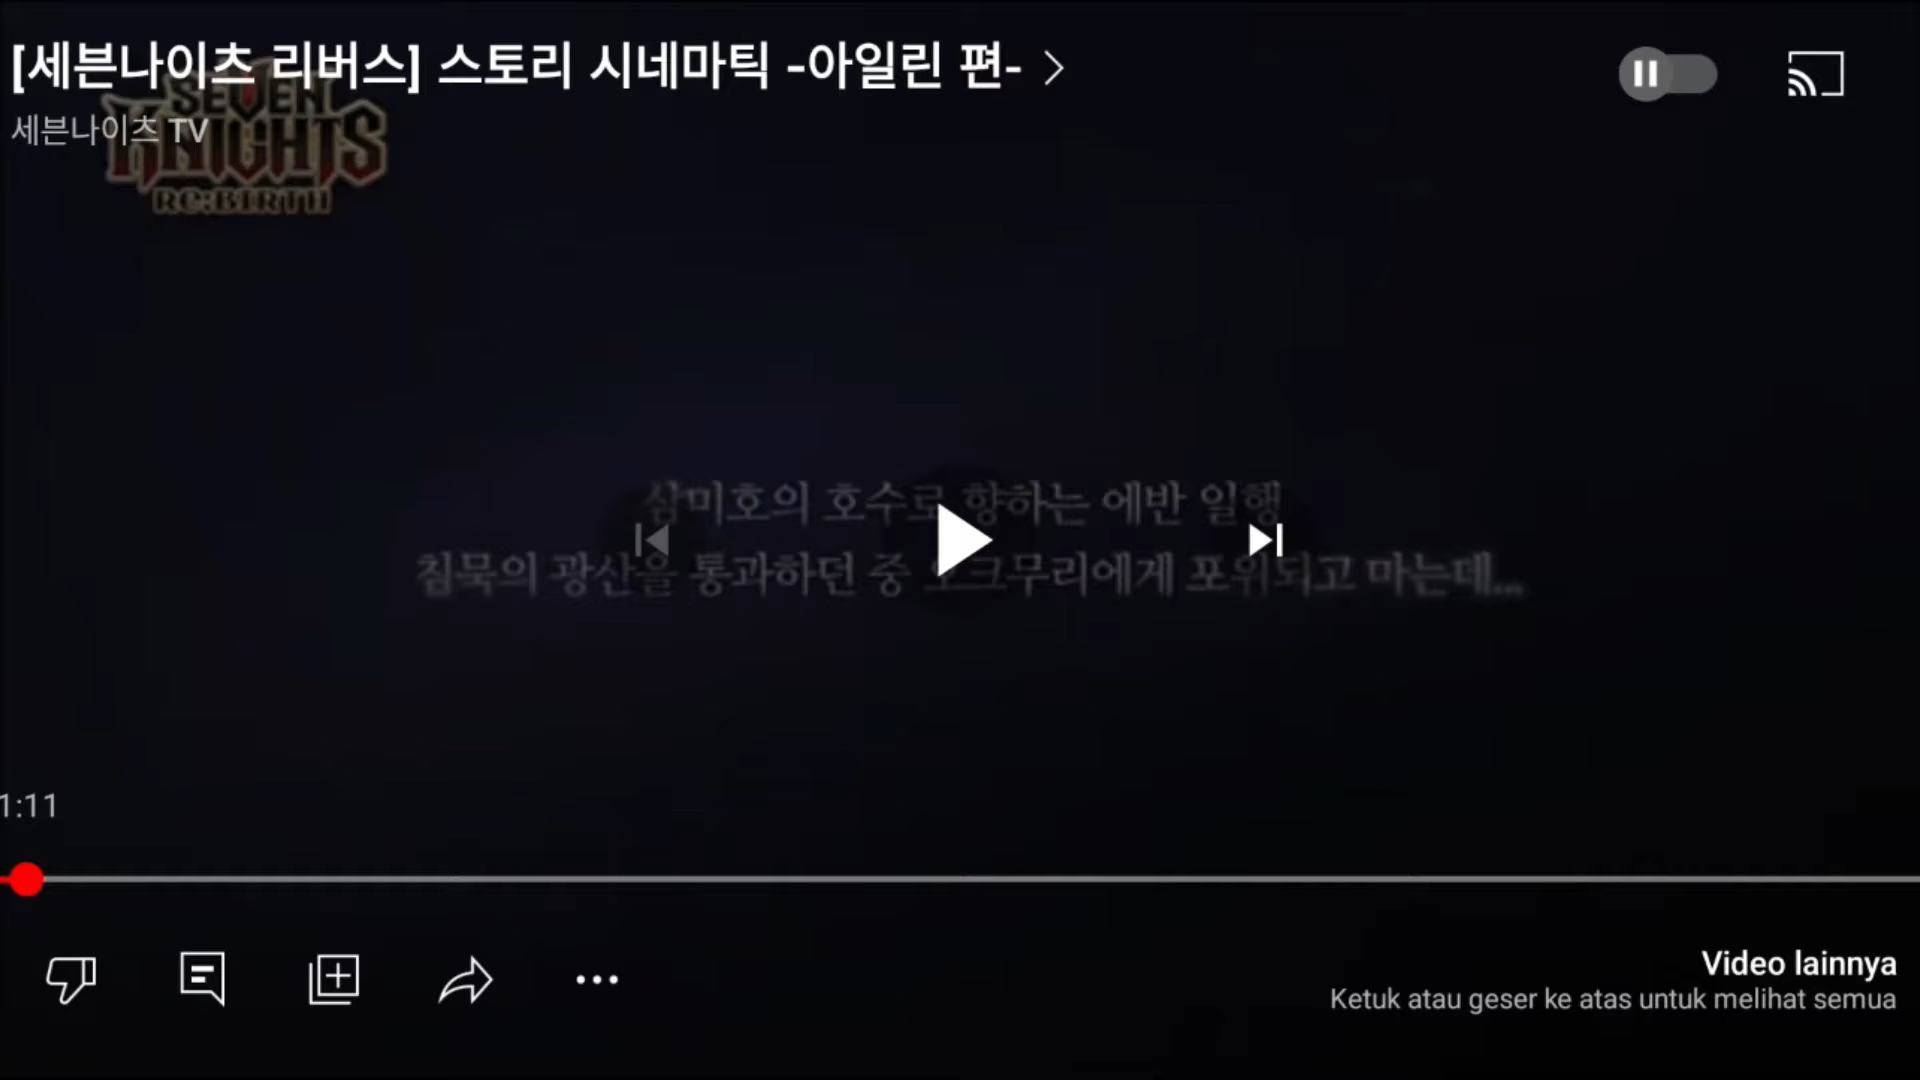 [세븐나이츠 리버스] 스토리 시네마틱 -아일린 편-
세븐나이츠 TV
SEVEN
KNIGHTS
RE:BIRTH
삼미호의 호수로 향하는 에반 일행
침묵의 광산을 통과하던 중 오크무리에게 포위되고 마는데...
1:11
Video lainnya
Ketuk atau geser ke atas untuk melihat semua